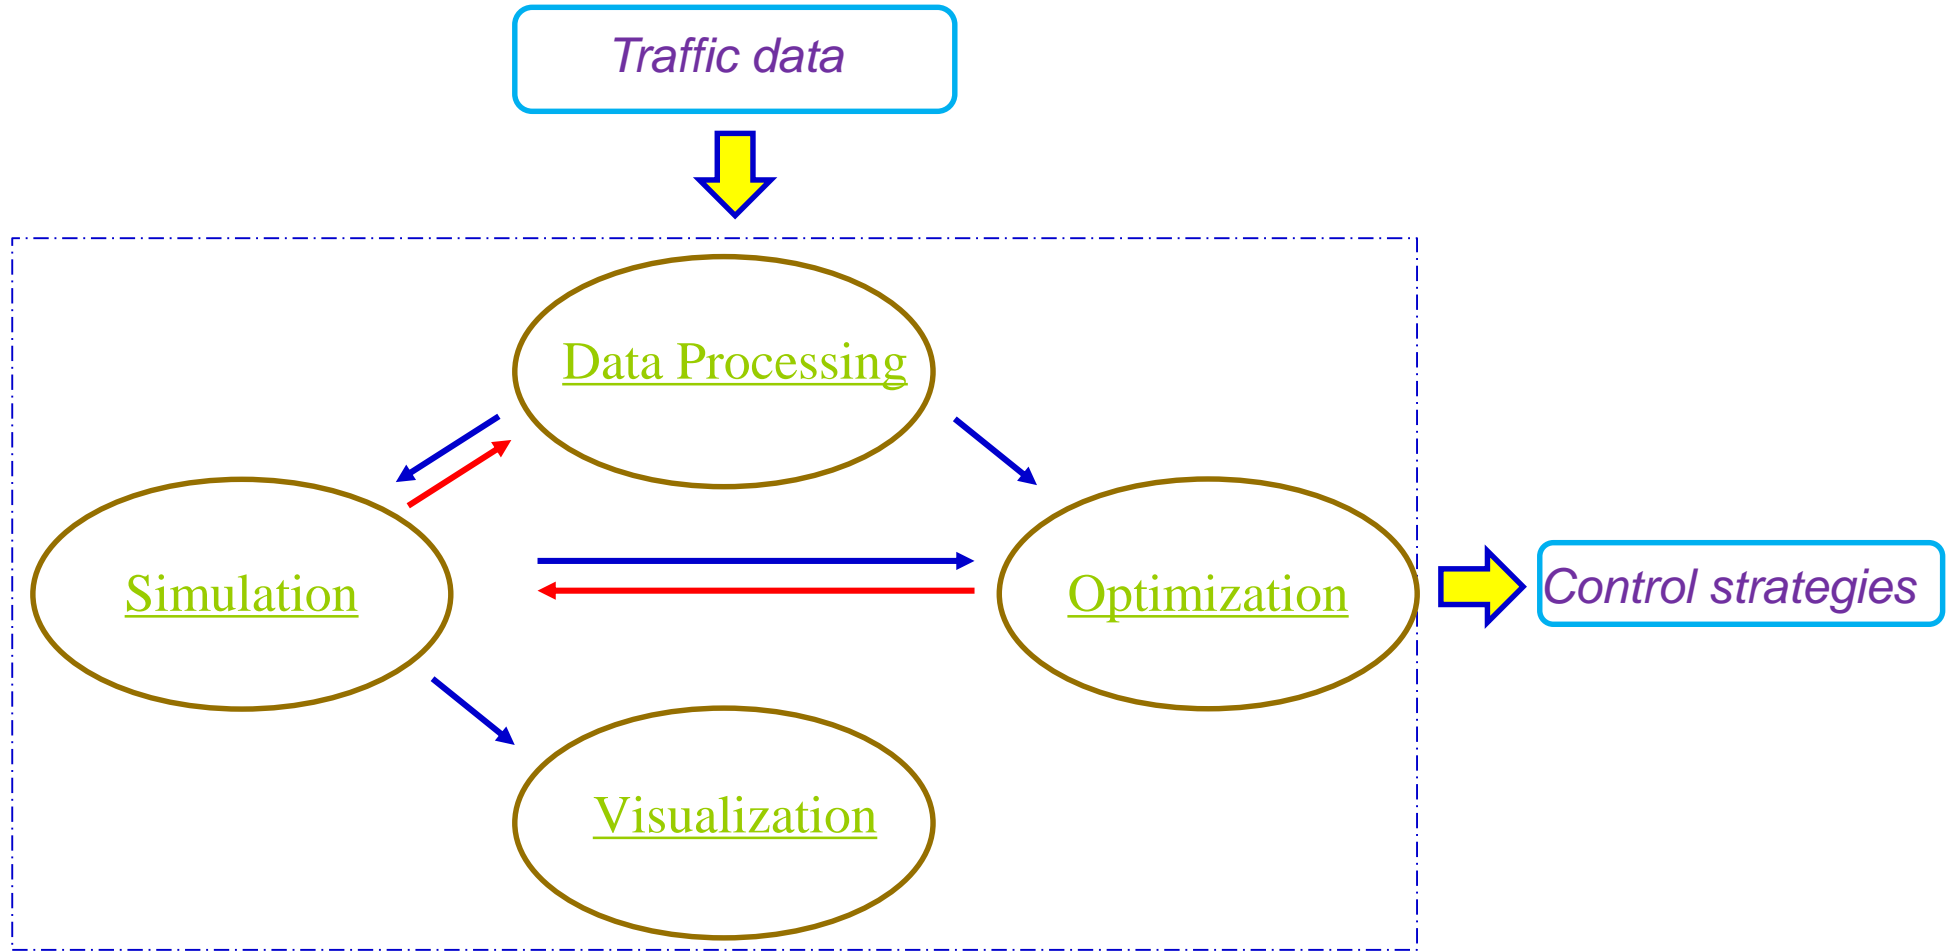 Traffic data
Data Processing
Simulation
Optimization
Control strategies
Visualization